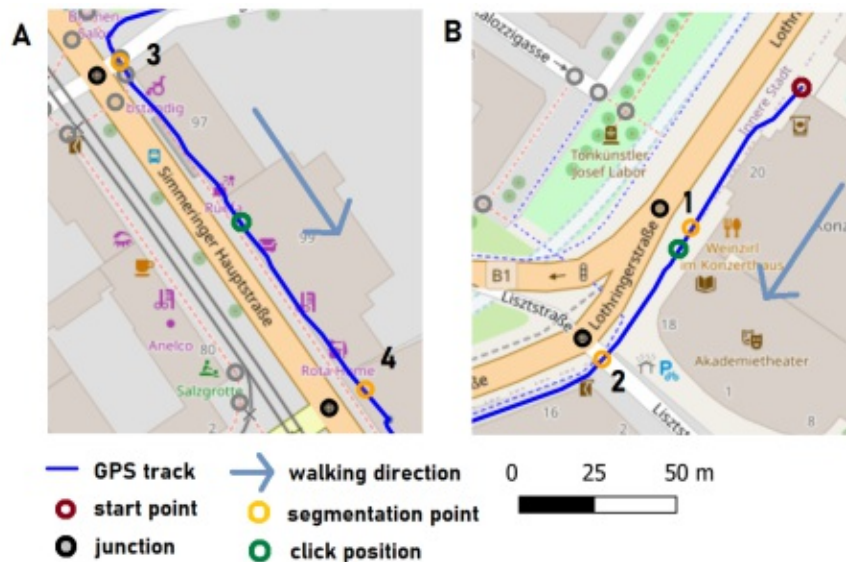 A
3
97
Simmeringer Hauptstraße
99
Anelco
80
Salzgrotte
Rota Home
4
2
B
Lothringerstraße
Innere Stadt
Tonkünstler
Josef Labor
20
1
Weinzirl
im Konzerthaus
B1
Lisztstraße
18
Akademietheater
2
P
16
1
8
GPS track
walking direction
0 25 50 m
start point
segmentation point
junction
click position